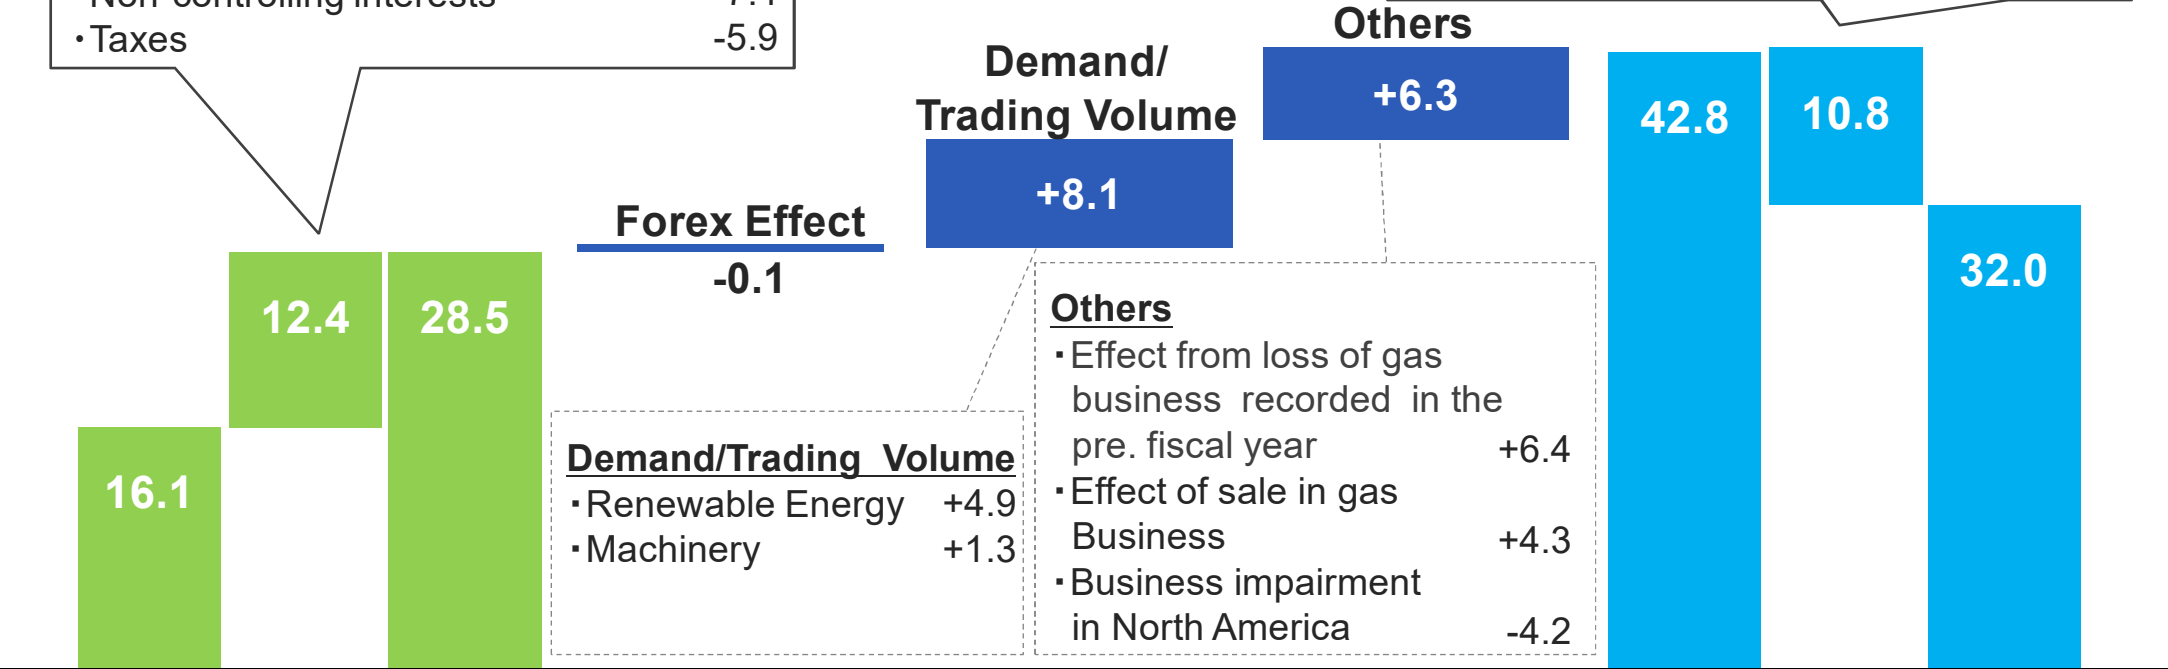 Non-controlling interests
・Taxes -5.9
Others
+6.3
Demand/
Trading Volume
+8.1
Forex Effect
-0.1
16.1
12.4
28.5
42.8
10.8
32.0
Demand/Trading Volume
・Renewable Energy +4.9
・Machinery +1.3
Others
・Effect from loss of gas
business recorded in the
pre. fiscal year +6.4
・Effect of sale in gas
Business +4.3
・Business impairment
in North America -4.2